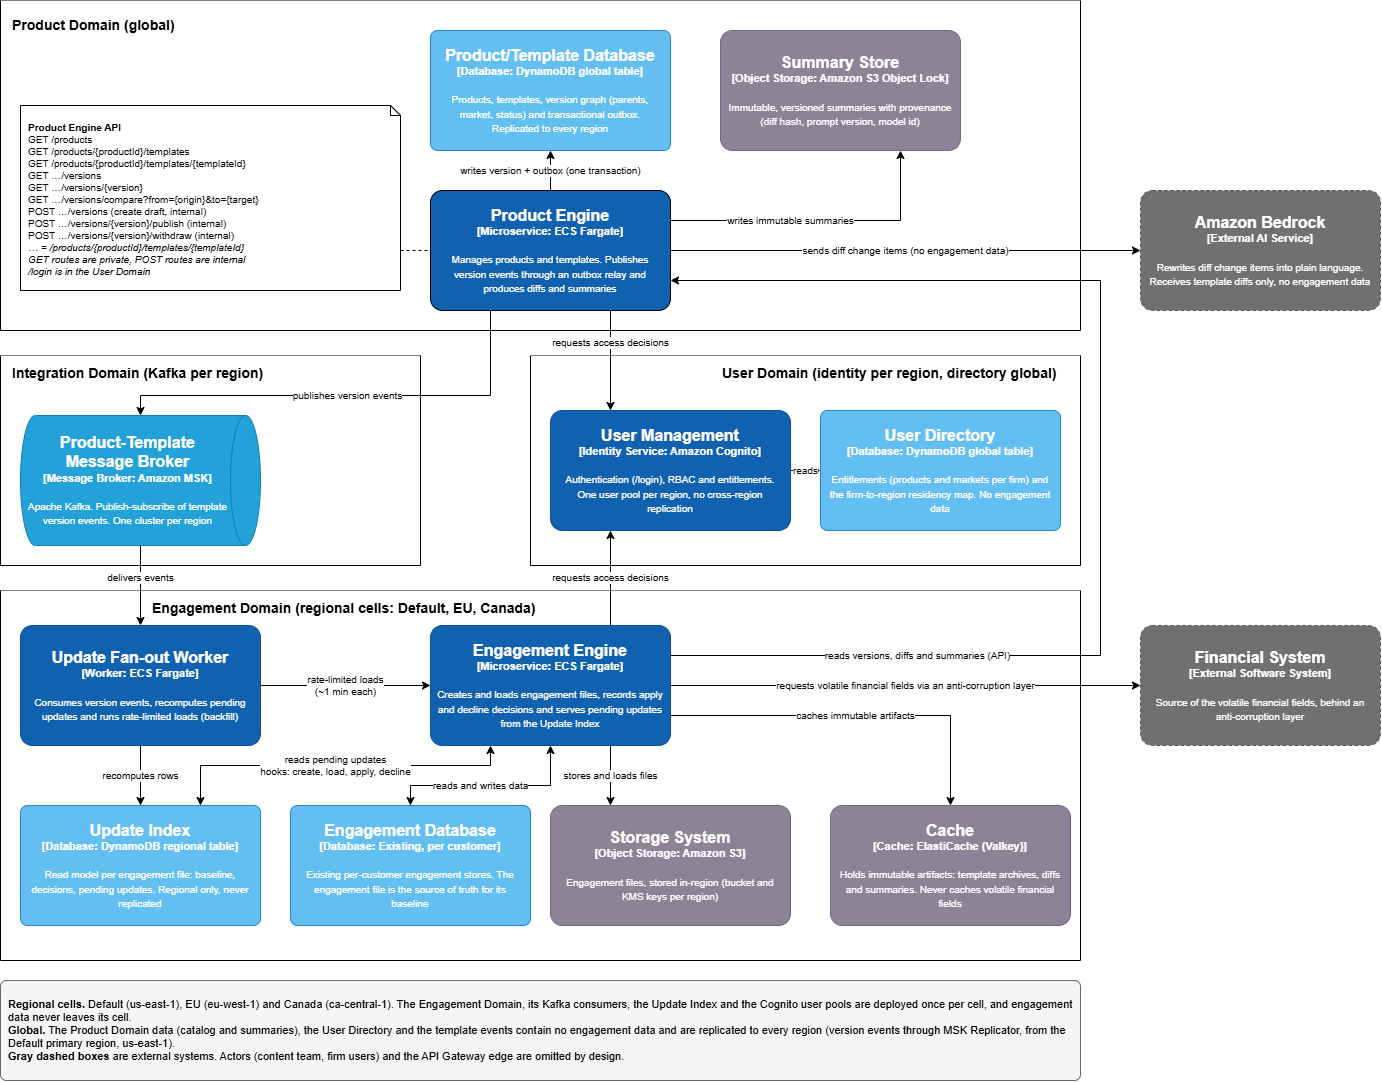 Product Domain (global)
Product/Template Database
[Database: DynamoDB global table]
Products, templates, version graph (parents,
market, status) and transactional outbox.
Replicated to every region
Summary Store
[Object Storage: Amazon S3 Object Lock]
Immutable, versioned summaries with provenance
(diff hash, prompt version, model id)
Product Engine API
GET /products
GET /products/{productId}/templates
GET /products/{productId}/templates/{templateId}
GET …/versions
GET …/versions/{version}
GET …/versions/compare?from={origin}&to={target}
POST …/versions (create draft, internal)
POST …/versions/{version}/publish (internal)
POST …/versions/{version}/withdraw (internal)
… = /products/{productId}/templates/{templateId}
GET routes are private, POST routes are internal
/login is in the User Domain
writes version + outbox (one transaction)
Product Engine
[Microservice: ECS Fargate]
Manages products and templates. Publishes
version events through an outbox relay and
produces diffs and summaries
writes immutable summaries
sends diff change items (no engagement data)
Amazon Bedrock
[External AI Service]
Rewrites diff change items into plain language.
Receives template diffs only, no engagement data
requests access decisions
Integration Domain (Kafka per region)
publishes version events
Product-Template
Message Broker
[Message Broker: Amazon MSK]
Apache Kafka. Publish-subscribe of template
version events. One cluster per region
User Domain (identity per region, directory global)
User Management
[Identity Service: Amazon Cognito]
Authentication (/login), RBAC and entitlements.
One user pool per region, no cross-region
replication
reads
User Directory
[Database: DynamoDB global table]
Entitlements (products and markets per firm) and
the firm-to-region residency map. No engagement
data
delivers events
requests access decisions
Engagement Domain (regional cells: Default, EU, Canada)
Update Fan-out Worker
[Worker: ECS Fargate]
Consumes version events, recomputes pending
updates and runs rate-limited loads (backfill)
rate-limited loads
(~1 min each)
Engagement Engine
[Microservice: ECS Fargate]
Creates and loads engagement files, records apply
and decline decisions and serves pending updates
from the Update Index
reads versions, diffs and summaries (API)
requests volatile financial fields via an anti-corruption layer
caches immutable artifacts
Financial System
[External Software System]
Source of the volatile financial fields, behind an
anti-corruption layer
recomputes rows
reads pending updates
hooks: create, load, apply, decline
reads and writes data
stores and loads files
Update Index
[Database: DynamoDB regional table]
Read model per engagement file: baseline,
decisions, pending updates. Regional only, never
replicated
Engagement Database
[Database: Existing, per customer]
Existing per-customer engagement stores. The
engagement file is the source of truth for its
baseline
Storage System
[Object Storage: Amazon S3]
Engagement files, stored in-region (bucket and
KMS keys per region)
Cache
[Cache: ElastiCache (Valkey)]
Holds immutable artifacts: template archives, diffs
and summaries. Never caches volatile financial
fields
Regional cells. Default (us-east-1), EU (eu-west-1) and Canada (ca-central-1). The Engagement Domain, its Kafka consumers, the Update Index and the Cognito user pools are deployed once per cell, and engagement
data never leaves its cell.
Global. The Product Domain data (catalog and summaries), the User Directory and the template events contain no engagement data and are replicated to every region (version events through MSK Replicator, from the
Default primary region, us-east-1).
Gray dashed boxes are external systems. Actors (content team, firm users) and the API Gateway edge are omitted by design.